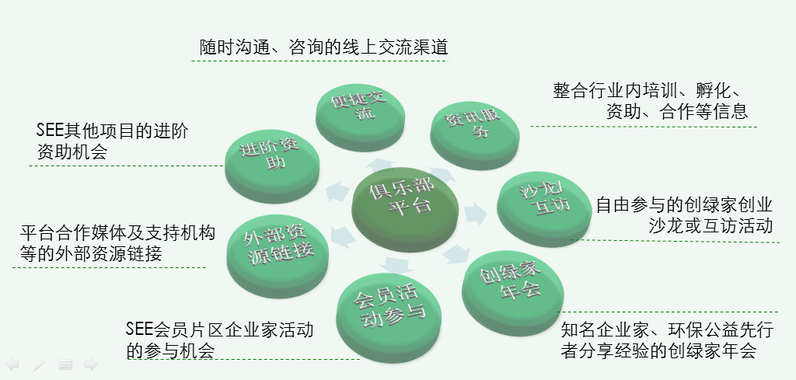 随时沟通、咨询的线上交流渠道
整合行业内培训、孵化、
资助、合作等信息
便捷交
流
资讯服
务
SEE其他项目的进阶
资助机会
进阶资
助
俱乐部
平台
沙龙/
互访
自由参与的创绿家创业
沙龙或互访活动
平台合作媒体及支持机构
等的外部资源链接
外部资
源链接
创绿家
年会
会员活
动参与
SEE会员片区企业家活动
的参与机会
知名企业家、环保公益先行
者分享经验的创绿家年会